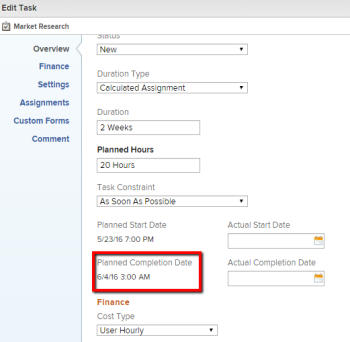 Edit Task
Market Research
Overview
Finance
Settings
Assignments
Custom Forms
Comment
Status
New
Duration Type
Calculated Assignment
Duration
2 Weeks
Planned Hours
20 Hours
Task Constraint
As Soon As Possible
Planned Start Date Actual Start Date
5/23/16 7:00 PM
Planned Completion Date Actual Completion Date
6/4/16 3:00 AM
Finance
Cost Type
User Hourly